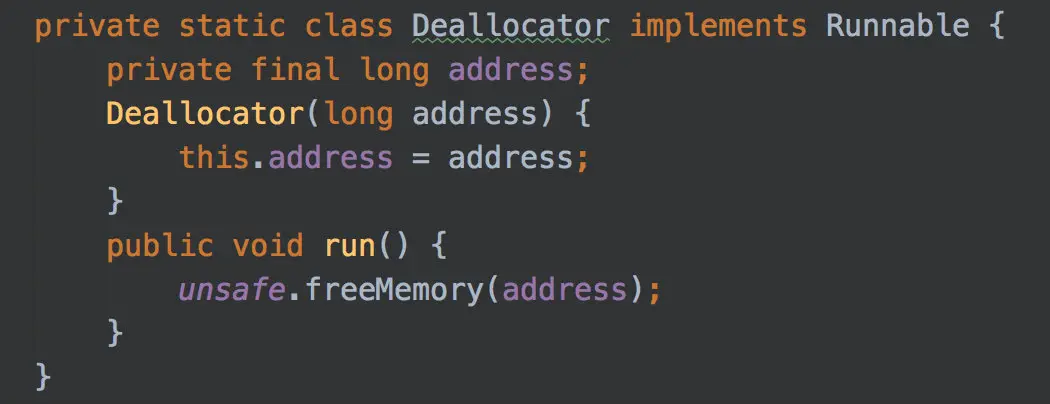 private static class Deallocator implements Runnable {
    private final long address;
    Deallocator(long address) {
        this.address = address;
    }
    public void run() {
        unsafe.freeMemory(address);
    }
}